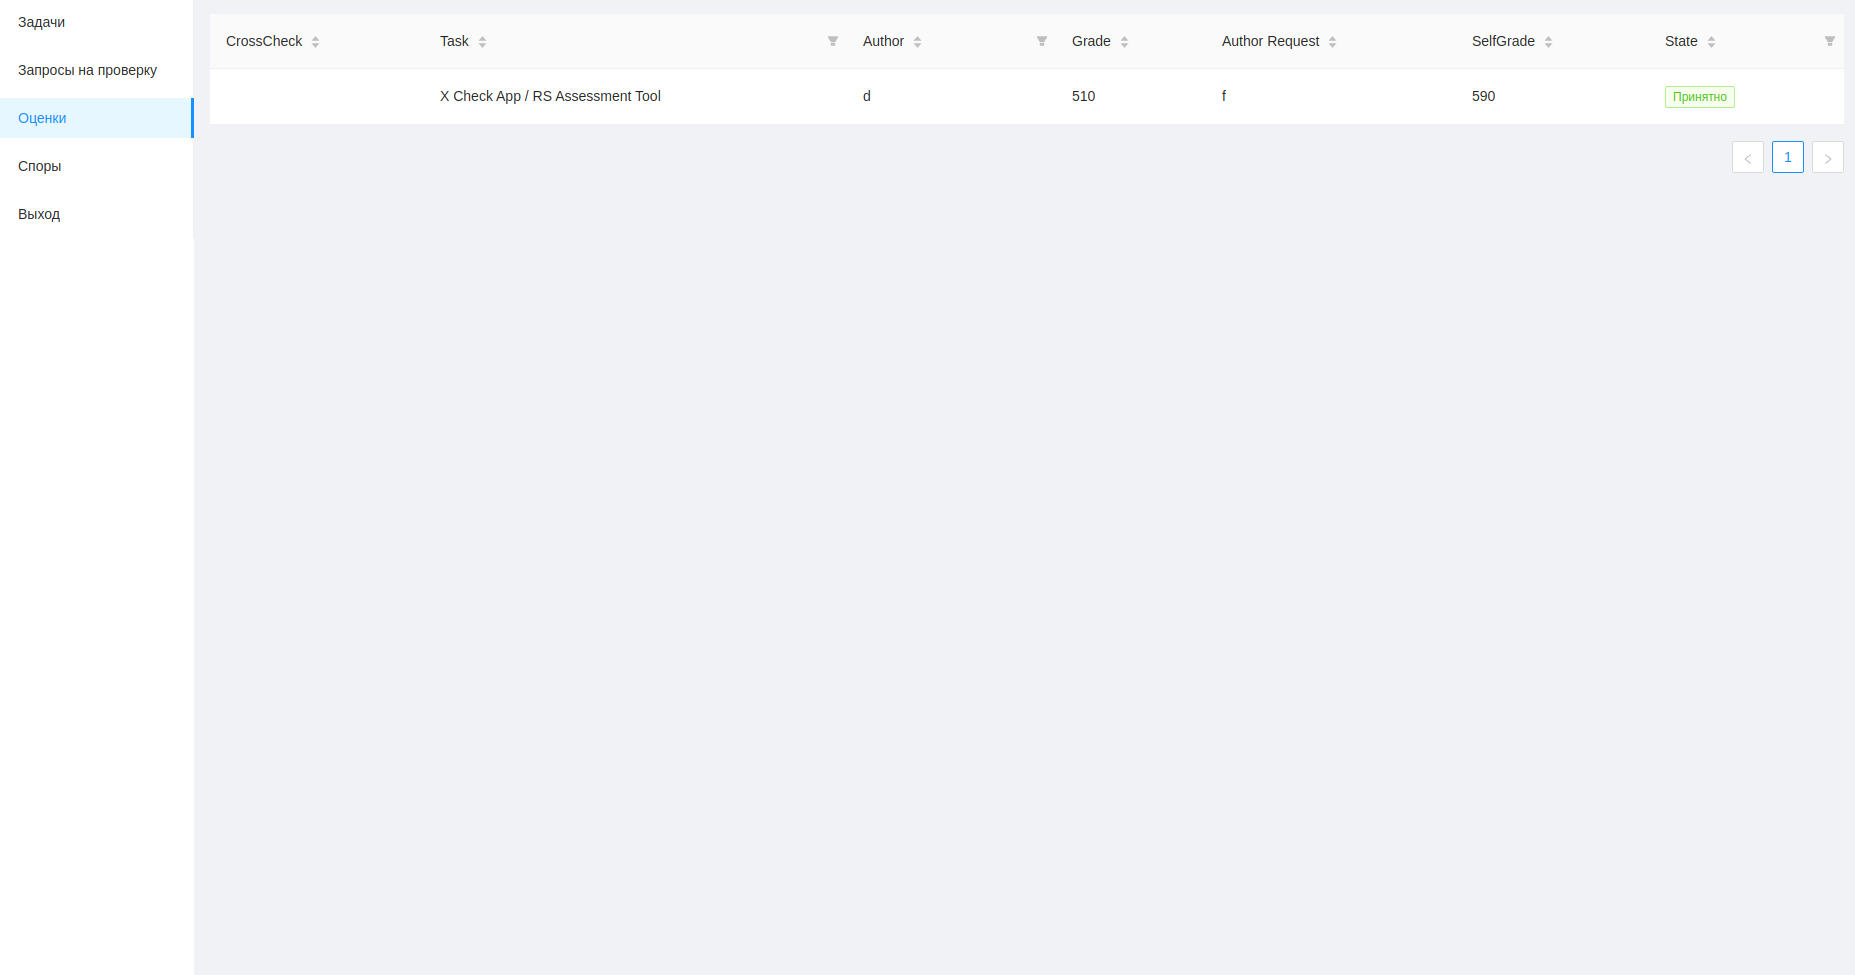 Задачи
Запросы на проверку
Оценки
Споры
Выход
CrossCheck Task Author Grade Author Request SelfGrade State
X Check App / RS Assessment Tool d 510 f 590 Принятно
1